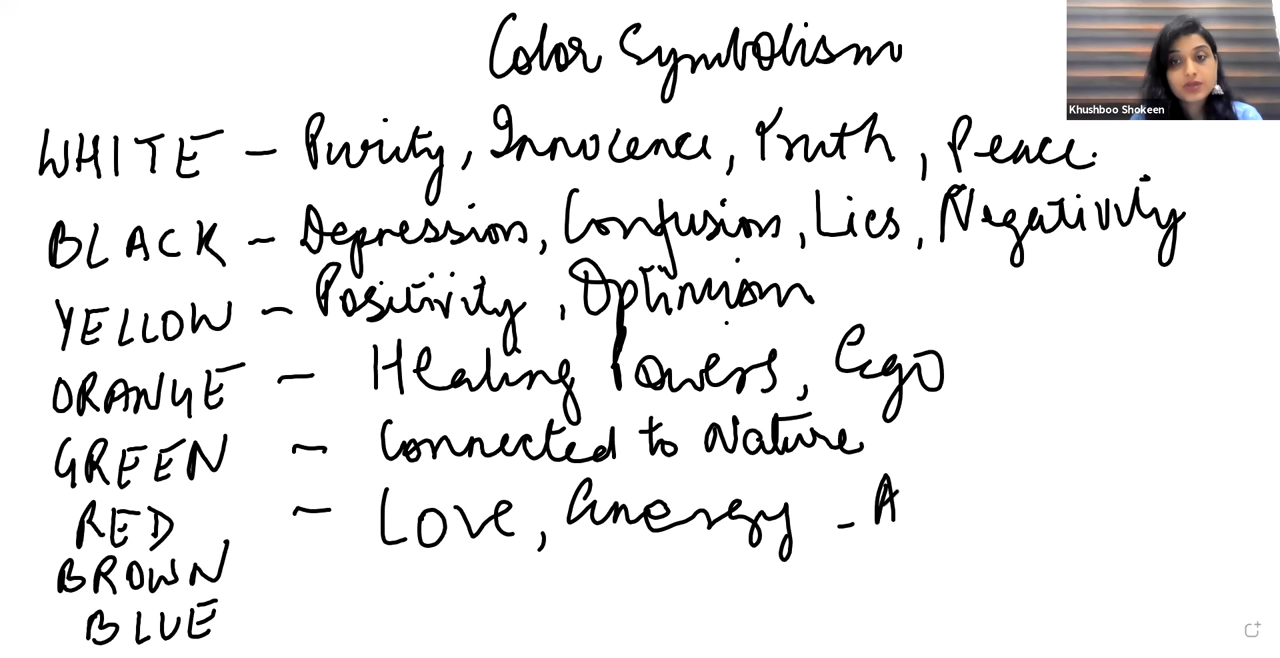 Color Symbolism
Khushboo Shokeen
WHITE - Purity, Innocence, Truth, Peace.
BLACK - Depression, Confusion, Lies, Negativity
YELLOW - Positivity, Optimism
ORANGE - Healing Powers, Ego
GREEN - Connected to Nature
RED - Love, Energy - A
BROWN
BLUE